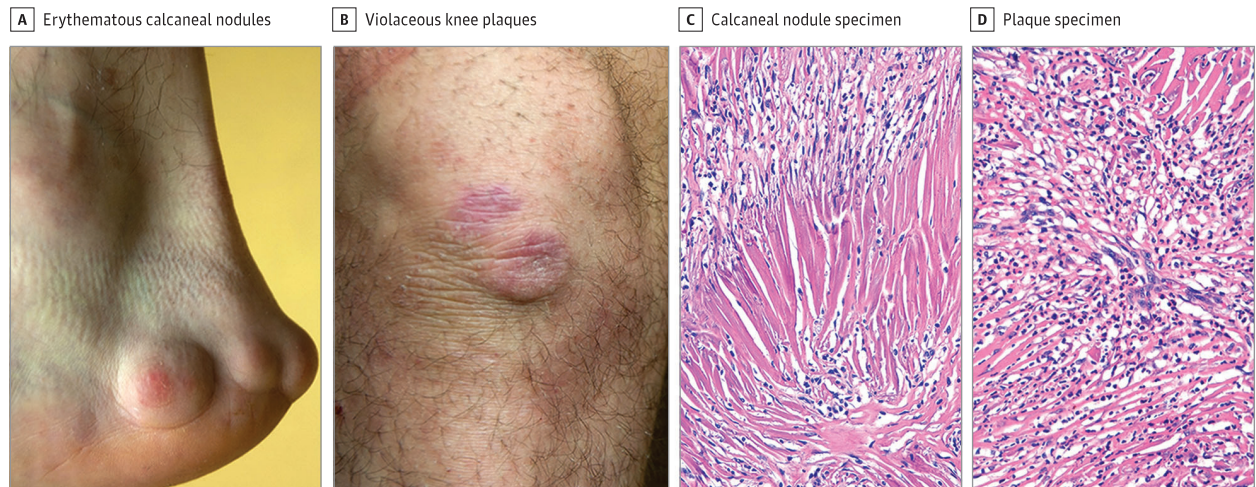 A Erythematous calcaneal nodules
B Violaceous knee plaques
C Calcaneal nodule specimen
D Plaque specimen